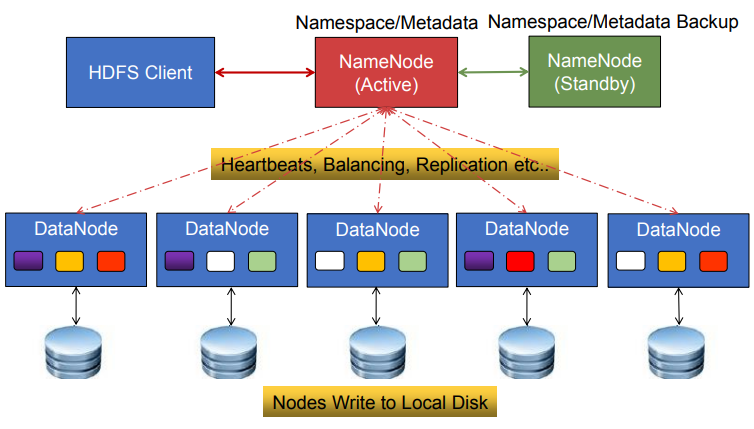 Namespace/Metadata
Namespace/Metadata Backup
HDFS Client
NameNode
(Active)
NameNode
(Standby)
Heartbeats, Balancing, Replication etc..
DataNode
DataNode
DataNode
DataNode
DataNode
Nodes Write to Local Disk